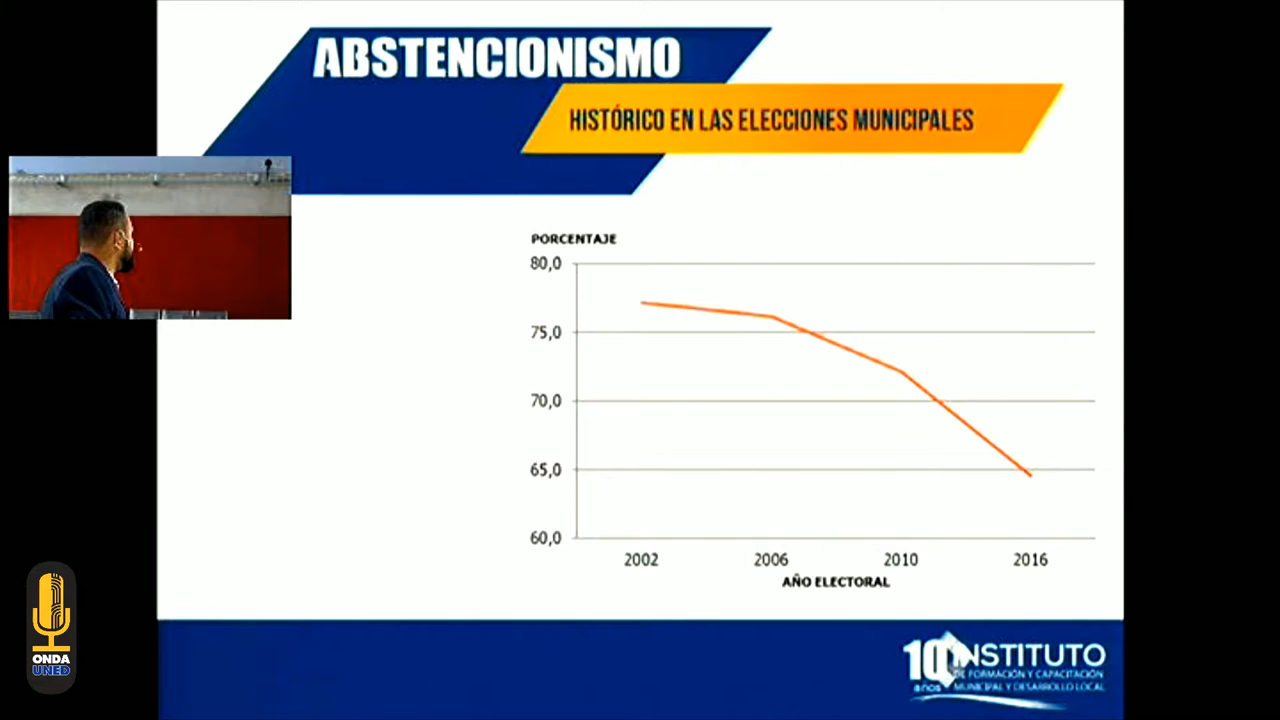 ABSTENCIONISMO
HISTÓRICO EN LAS ELECCIONES MUNICIPALES
PORCENTAJE
80,0
75,0
70,0
65,0
60,0
2002 2006 2010 2016
AÑO ELECTORAL
ONDA
UNED
10 INSTITUTO
años
DE FORMACIÓN Y CAPACITACIÓN
MUNICIPAL Y DESARROLLO LOCAL